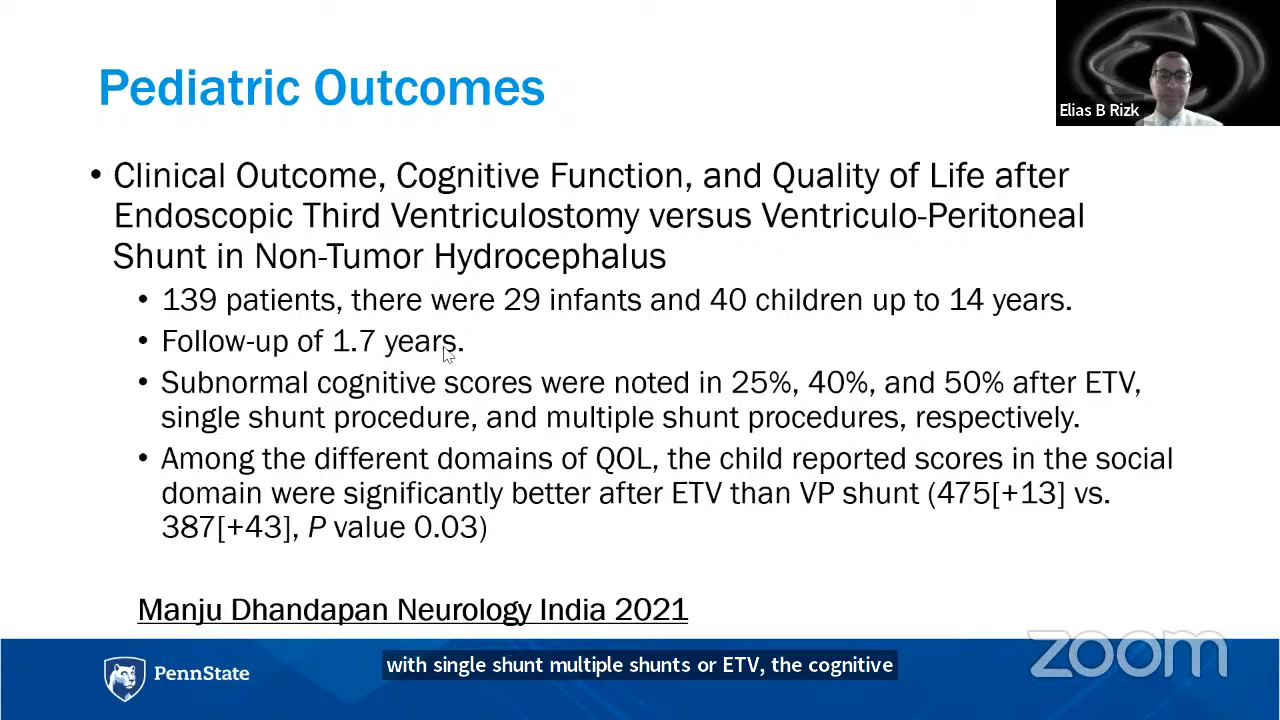 Pediatric Outcomes
Elias B Rizk
• Clinical Outcome, Cognitive Function, and Quality of Life after
Endoscopic Third Ventriculostomy versus Ventriculo-Peritoneal
Shunt in Non-Tumor Hydrocephalus
• 139 patients, there were 29 infants and 40 children up to 14 years.
• Follow-up of 1.7 years.
• Subnormal cognitive scores were noted in 25%, 40%, and 50% after ETV,
single shunt procedure, and multiple shunt procedures, respectively.
• Among the different domains of QOL, the child reported scores in the social
domain were significantly better after ETV than VP shunt (475[+13] vs.
387[+43], P value 0.03)
Manju Dhandapan Neurology India 2021
PennState
with single shunt multiple shunts or ETV, the cognitive
zoom